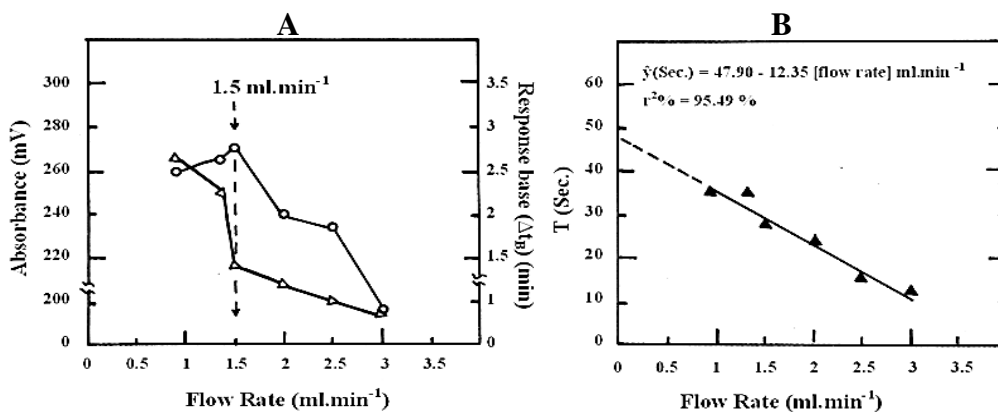 A
B
1.5 ml.min⁻¹
Absorbance (mV)
300
280
260
240
220
200
0
3.5
3
2.5
2
1.5
1
0
Response base (Δt_B) (min)
0 0.5 1 1.5 2 2.5 3 3.5
Flow Rate (ml.min⁻¹)
ŷ(Sec.) = 47.90 - 12.35 [flow rate] ml.min⁻¹
r²% = 95.49 %
T (Sec.)
60
50
40
30
20
10
0
0 0.5 1 1.5 2 2.5 3 3.5
Flow Rate (ml.min⁻¹)